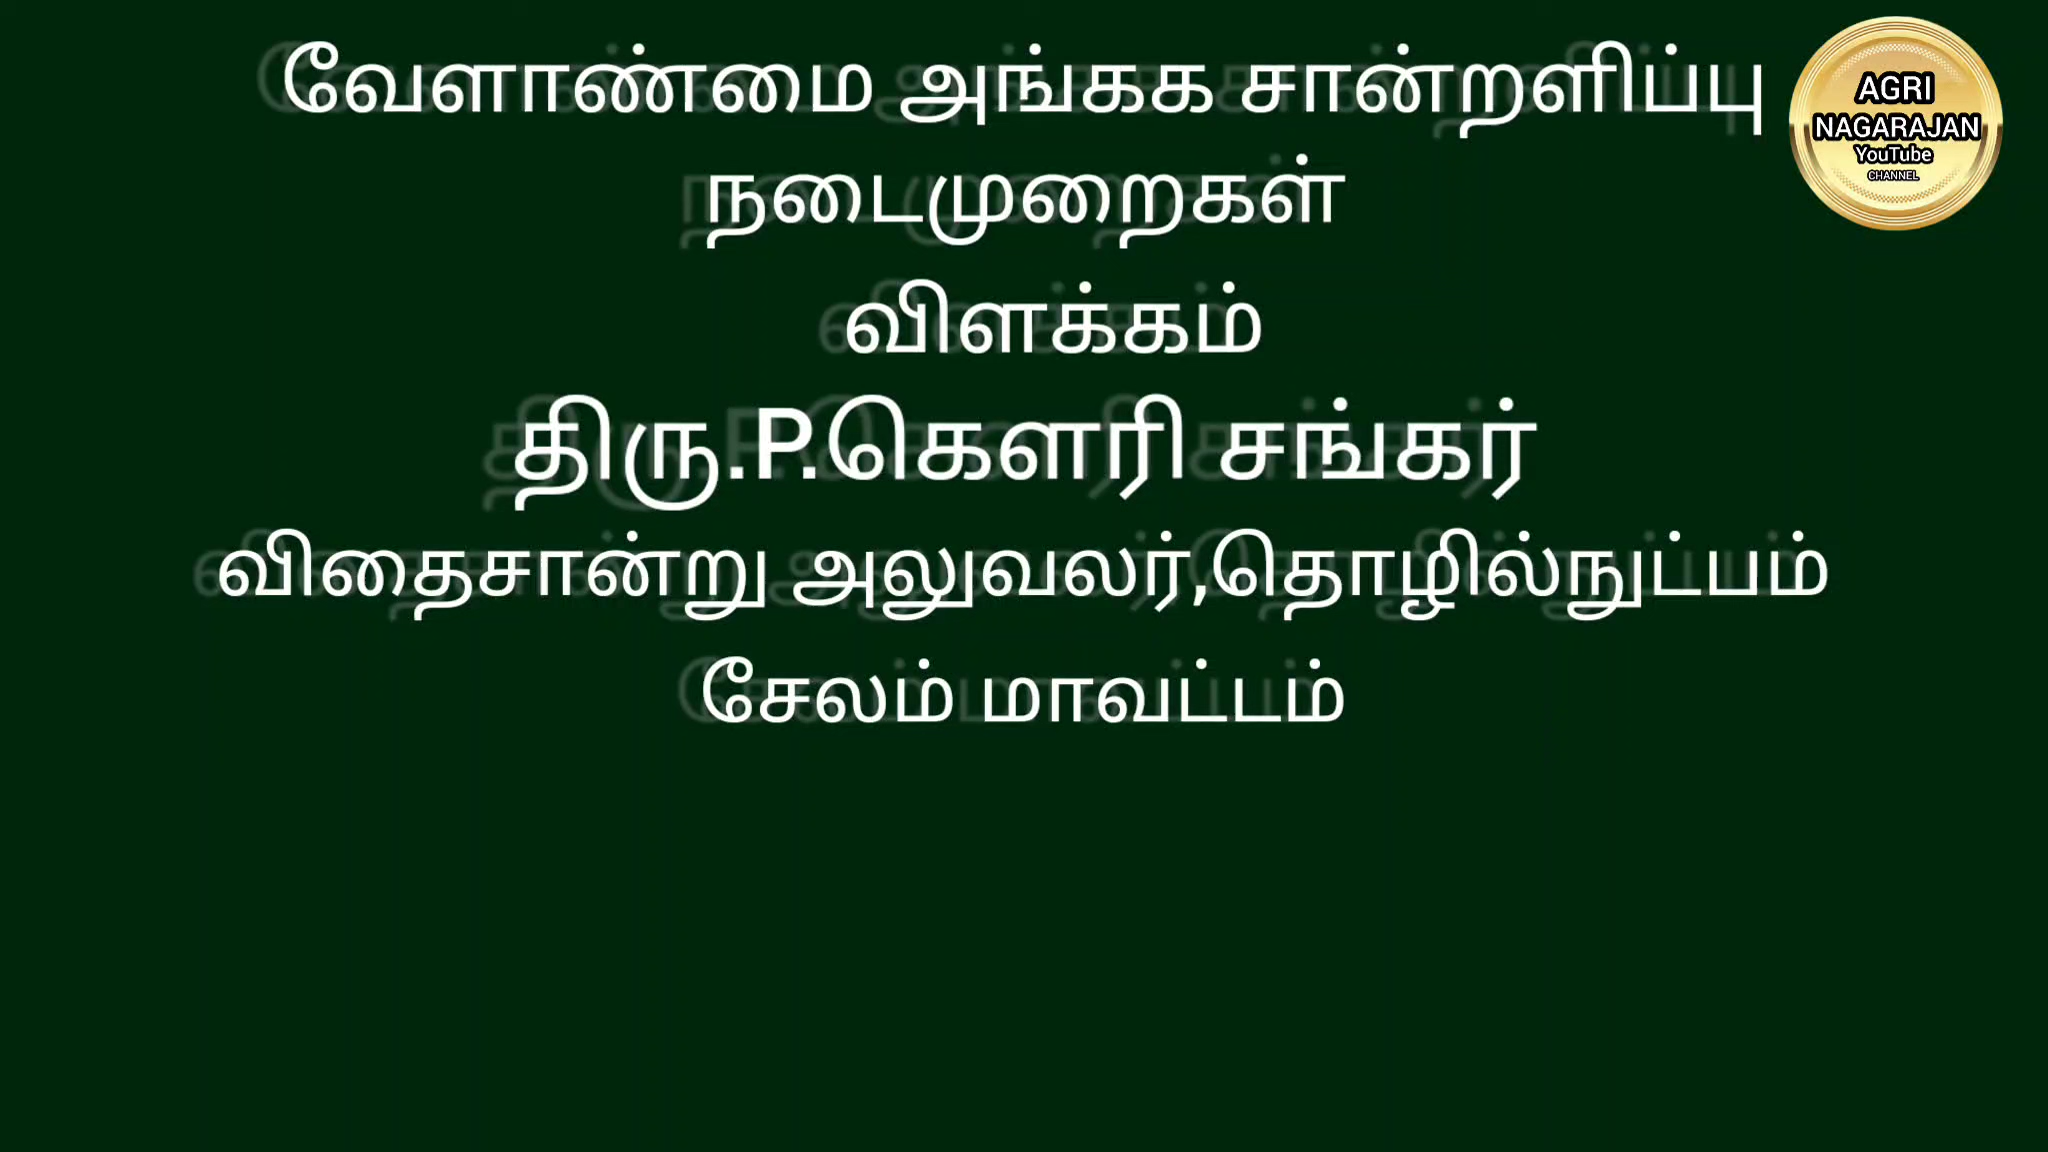 வேளாண்மை அங்கக சான்றளிப்பு
நடைமுறைகள்
விளக்கம்
திரு.P.கௌரி சங்கர்
விதைசான்று அலுவலர்,தொழில்நுட்பம்
சேலம் மாவட்டம்
AGRI
NAGARAJAN
YouTube
CHANNEL